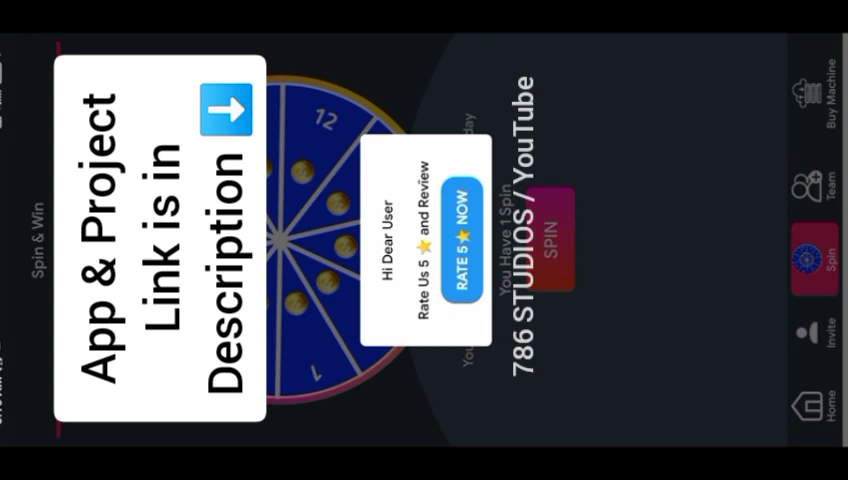 Spin & Win
App & Project
Link is in
Description ⬇️
12
1
Hi Dear User
Rate Us 5 ⭐ and Review
RATE 5⭐ NOW
You Have 1 Spin
786 STUDIOS / YouTube
SPIN
Home
Invite
Spin
Team
Buy Machine